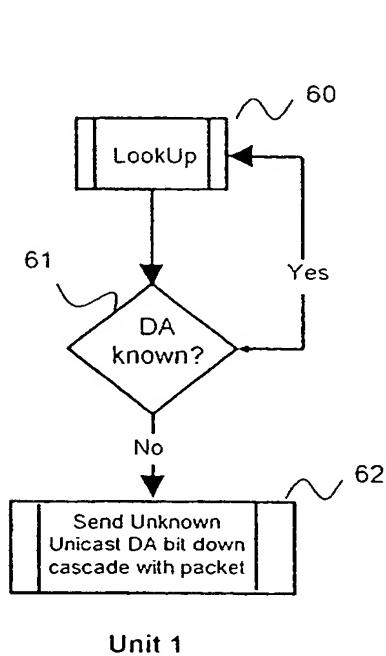 60
LookUp
61
Yes
DA
known?
No
62
Send Unknown
Unicast DA bit down
cascade with packet
Unit 1